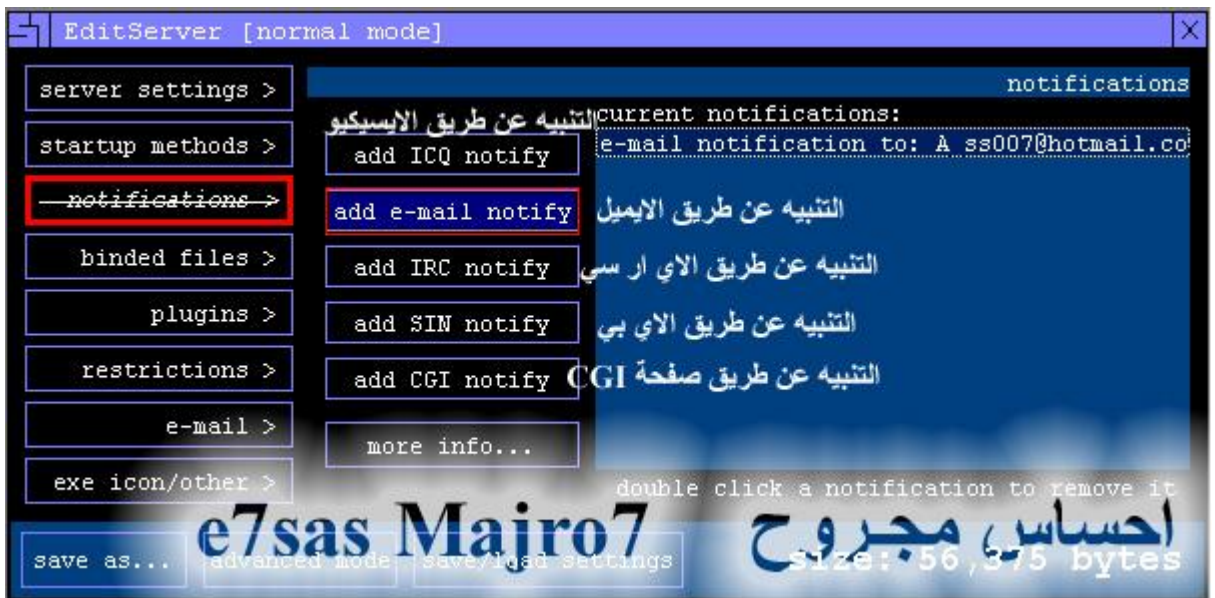 EditServer [normal mode]
server settings >
startup methods >
notifications >
binded files >
plugins >
restrictions >
e-mail >
exe icon/other >
notifications
التنبيه عن طريق الايسيكيو
add ICQ notify
add e-mail notify التنبيه عن طريق الايميل
add IRC notify التنبيه عن طريق الاي ار سي
add SIN notify التنبيه عن طريق الاي بي
add CGI notify التنبيه عن طريق صفحة CGI
more info...
current notifications:
e-mail notification to: A_ss007@hotmail.co
double click a notification to remove it
e7sas Majro7 احساس مجروح
save as... advanced mode save/load settings size: 56,375 bytes